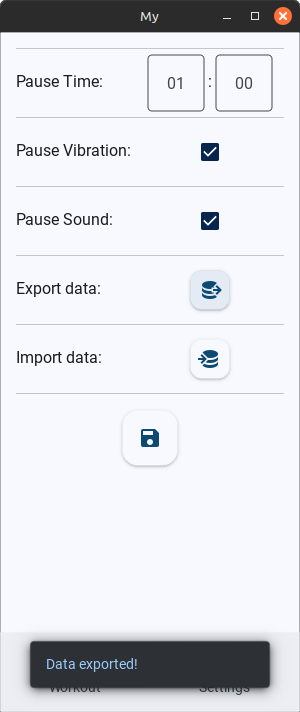 My
Pause Time:
01 : 00
Pause Vibration:
Pause Sound:
Export data:
Import data:
Data exported!
Workout Settings